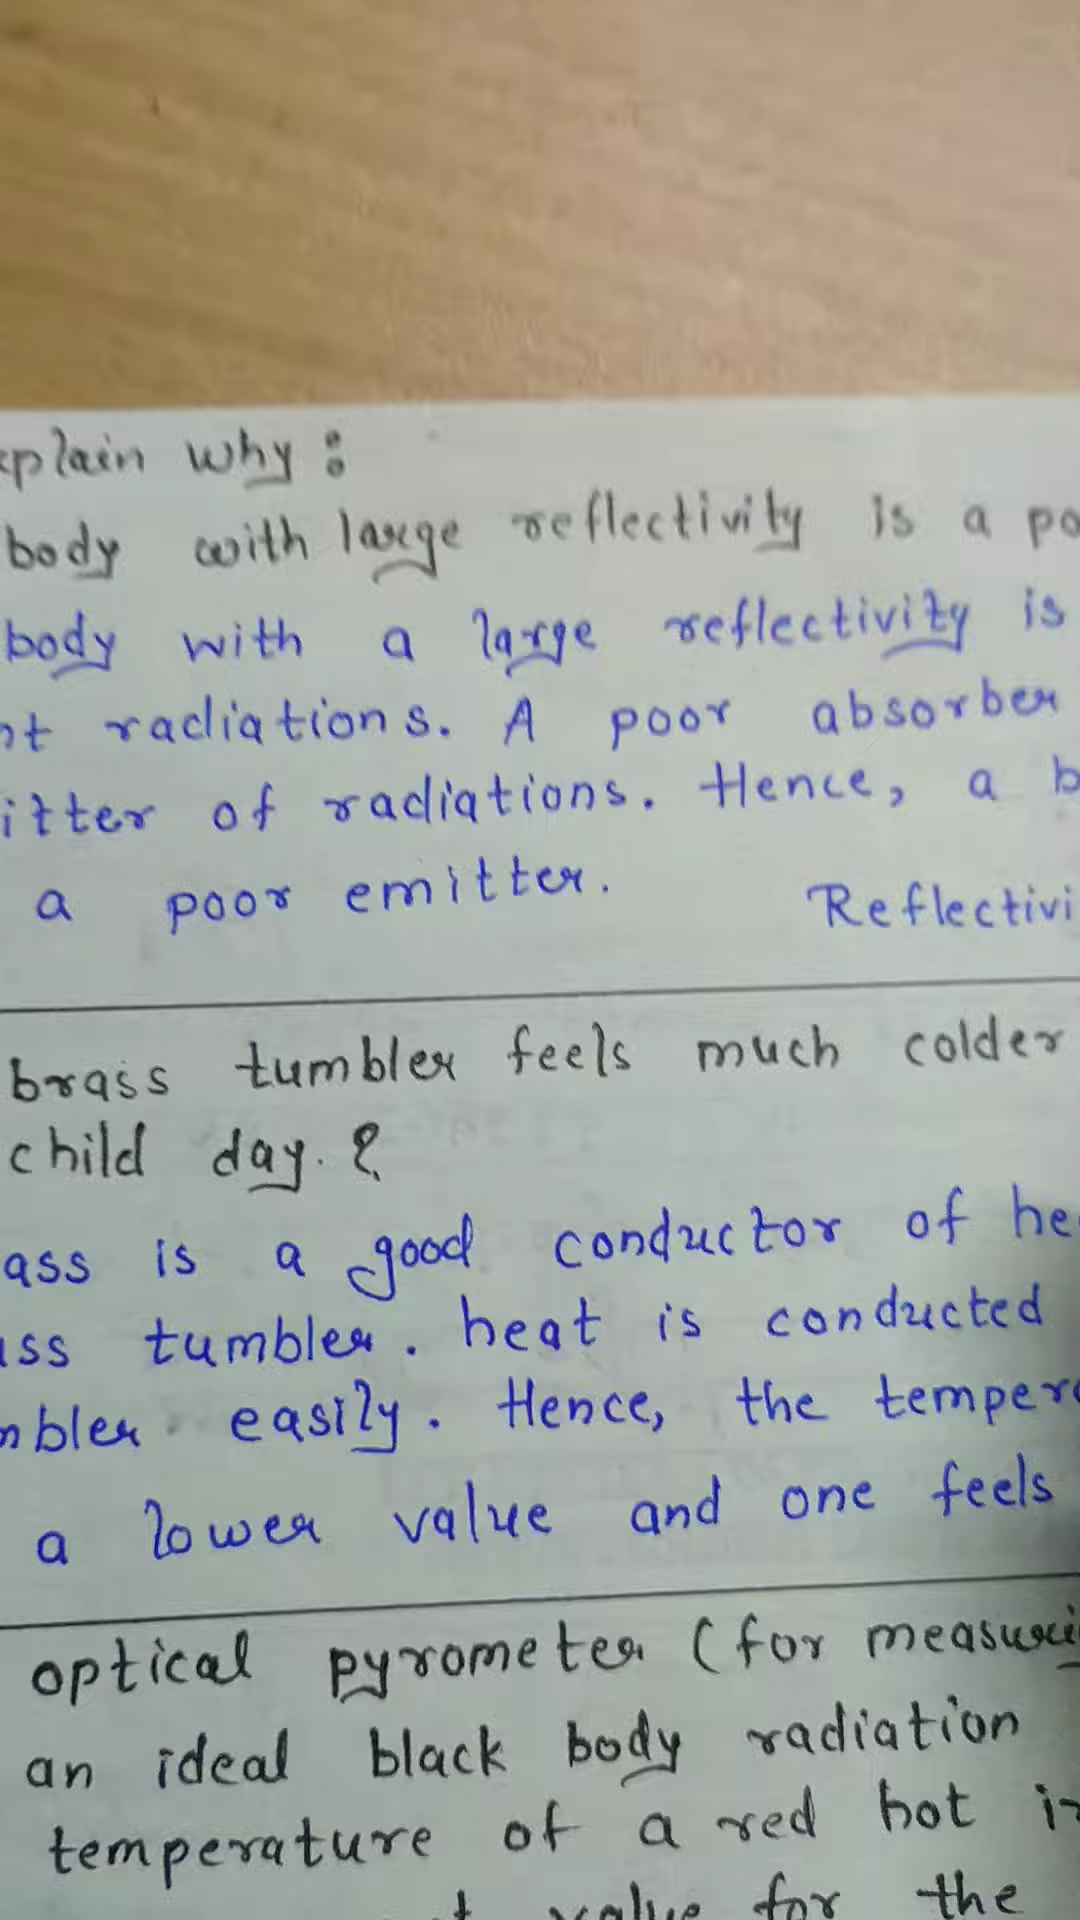 plain why :
body with large reflectivity is a po
body with a large reflectivity is
nt radiations. A poor absorber
itter of radiations. Hence, a b
a poor emitter. Reflectivi
brass tumbler feels much colder
child day. ?
ass is a good conductor of he
ass tumbler. heat is conducted
mbler easily. Hence, the temper
a lower value and one feels
optical pyrometer (for measuri
an ideal black body radiation
temperature of a red hot i
t value for the